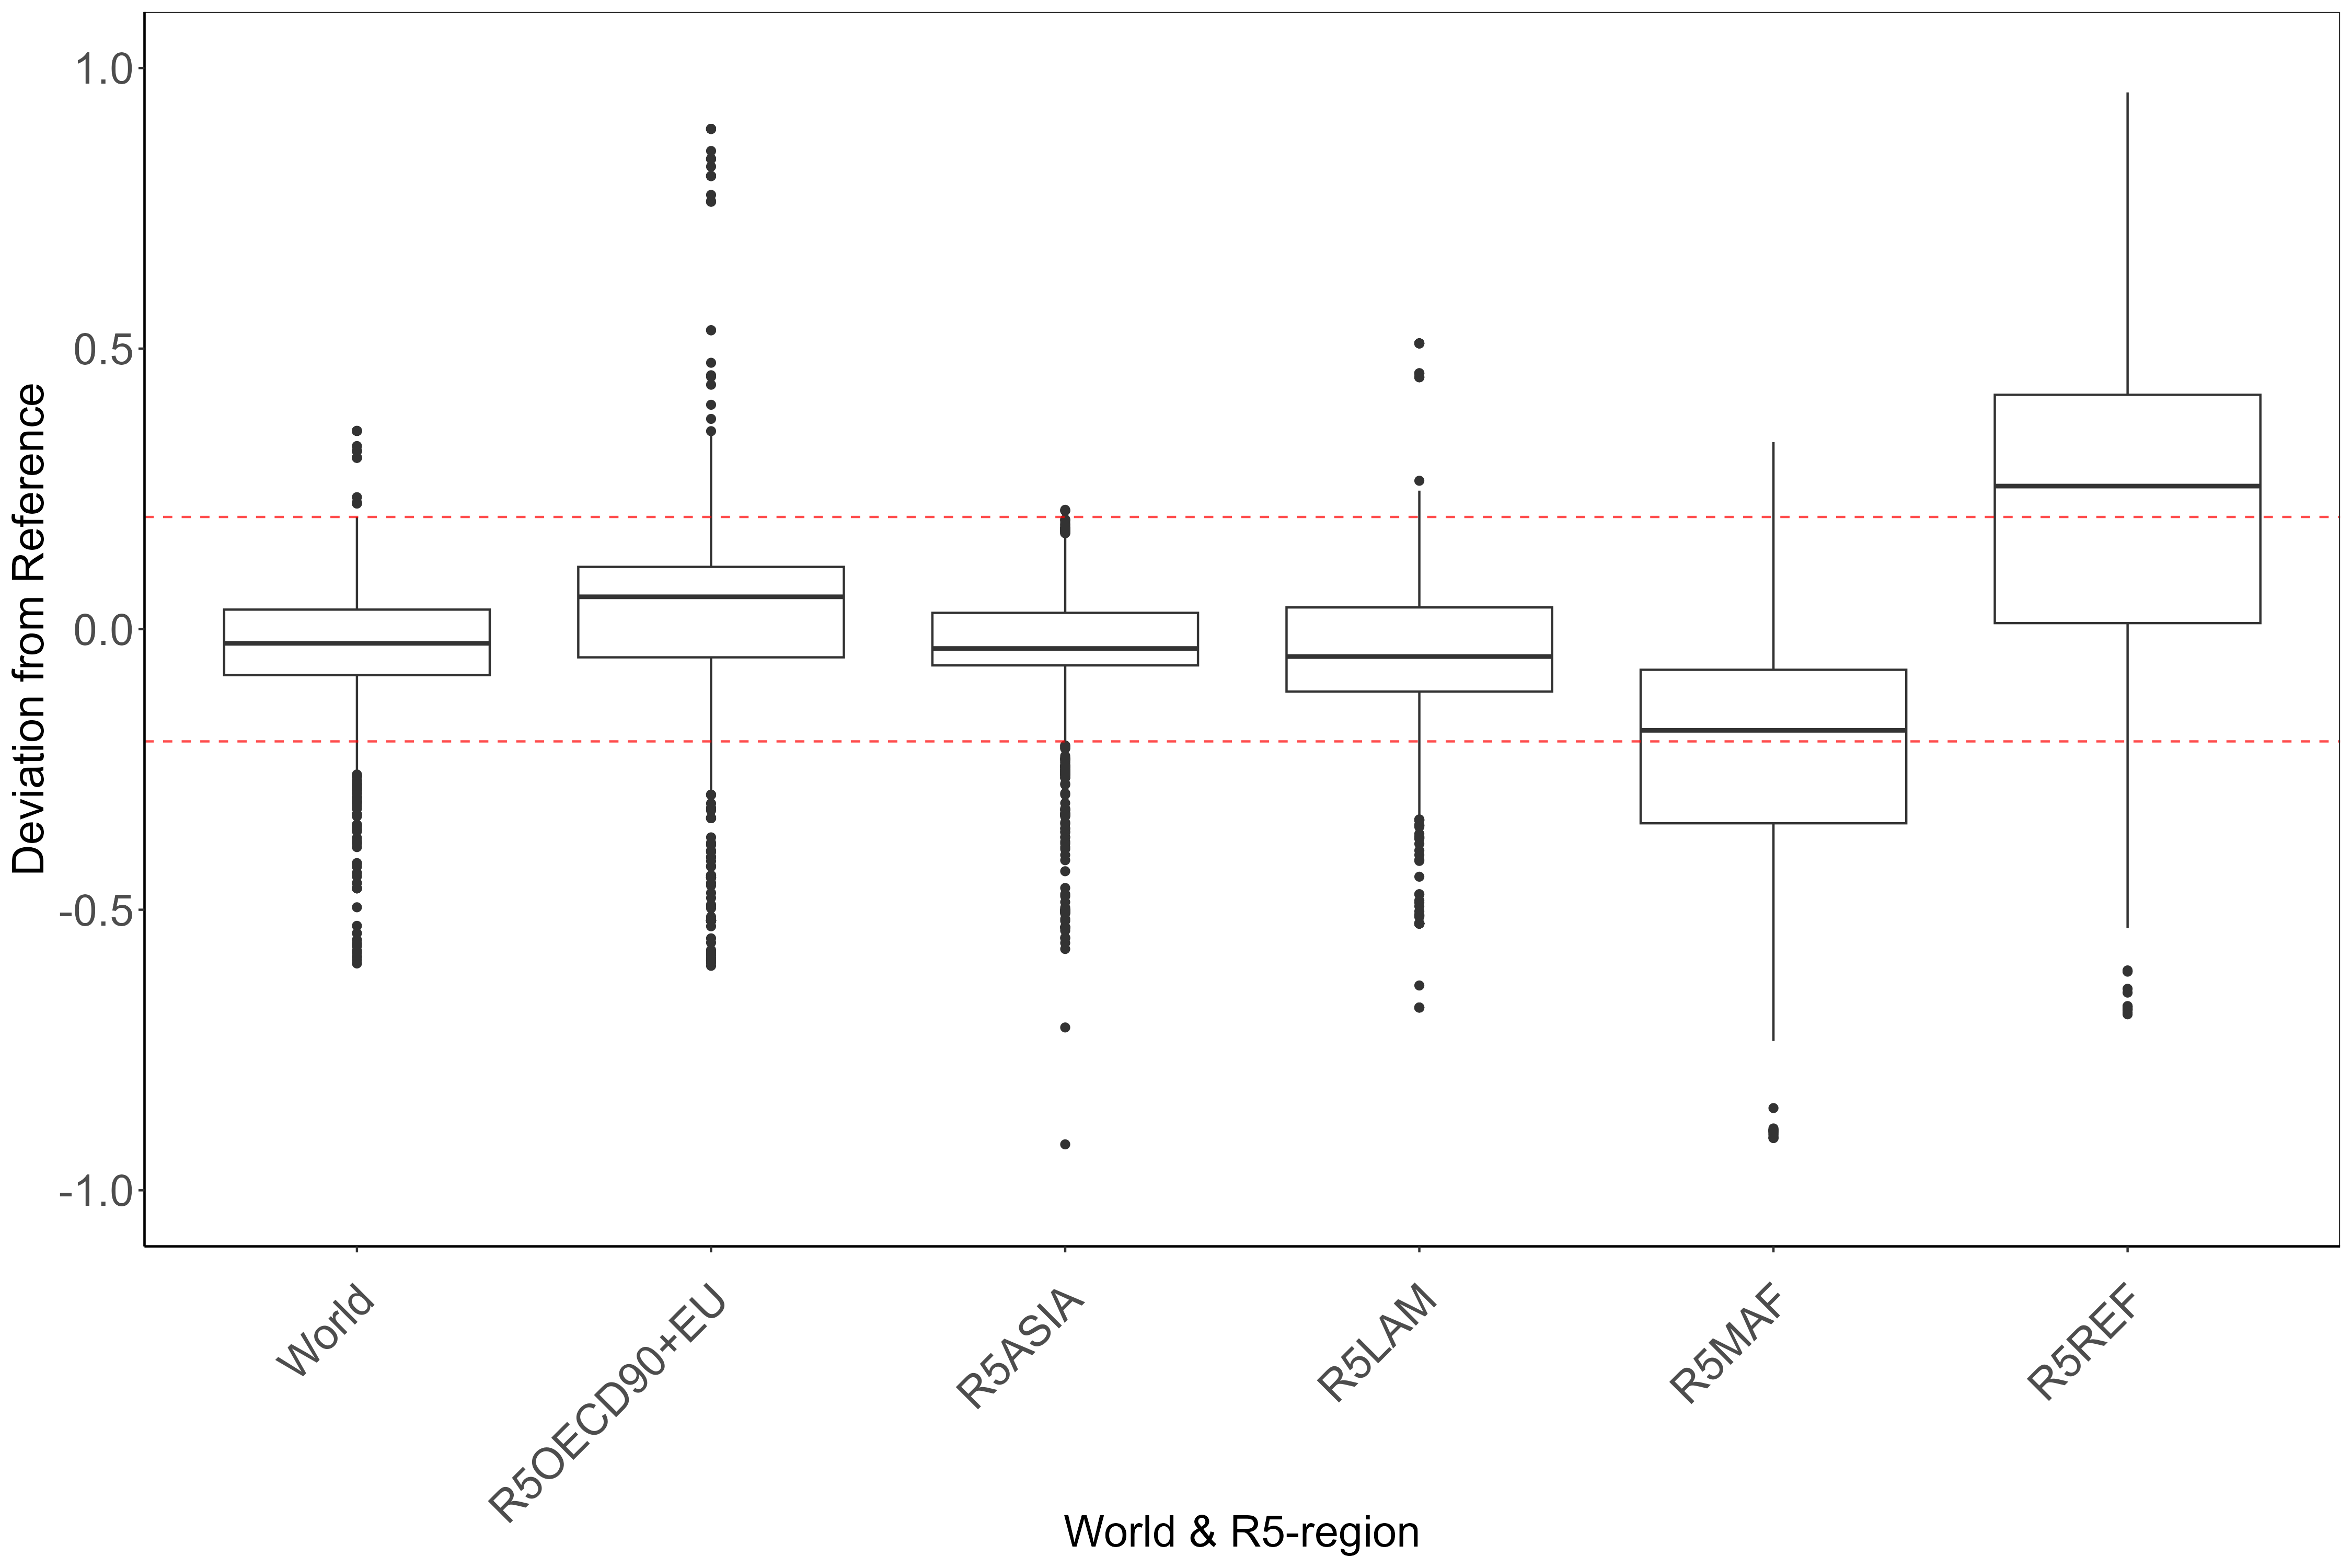 Deviation from Reference
1.0
0.5
0.0
-0.5
-1.0
World
R5OECD90+EU
R5ASIA
R5LAM
R5MAF
R5REF
World & R5-region